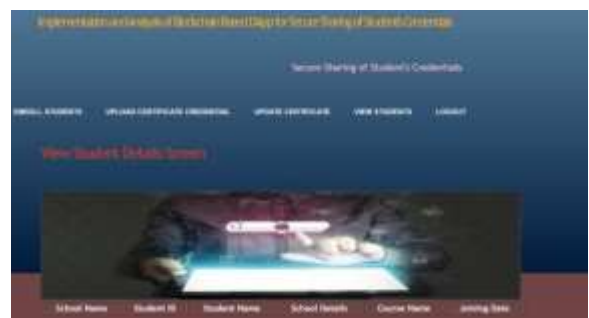 Implementation and analysis of Blockchain Based DApp for Secure Sharing of Student's Credentials
Secure Sharing of Student's Credentials
ENROLL STUDENTS UPLOAD CERTIFICATE CREDENTIAL UPDATE CERTIFICATE VIEW STUDENTS LOGOUT
View Student Details Screen
School Name Student ID Student Name School Details Course Name Joining Date